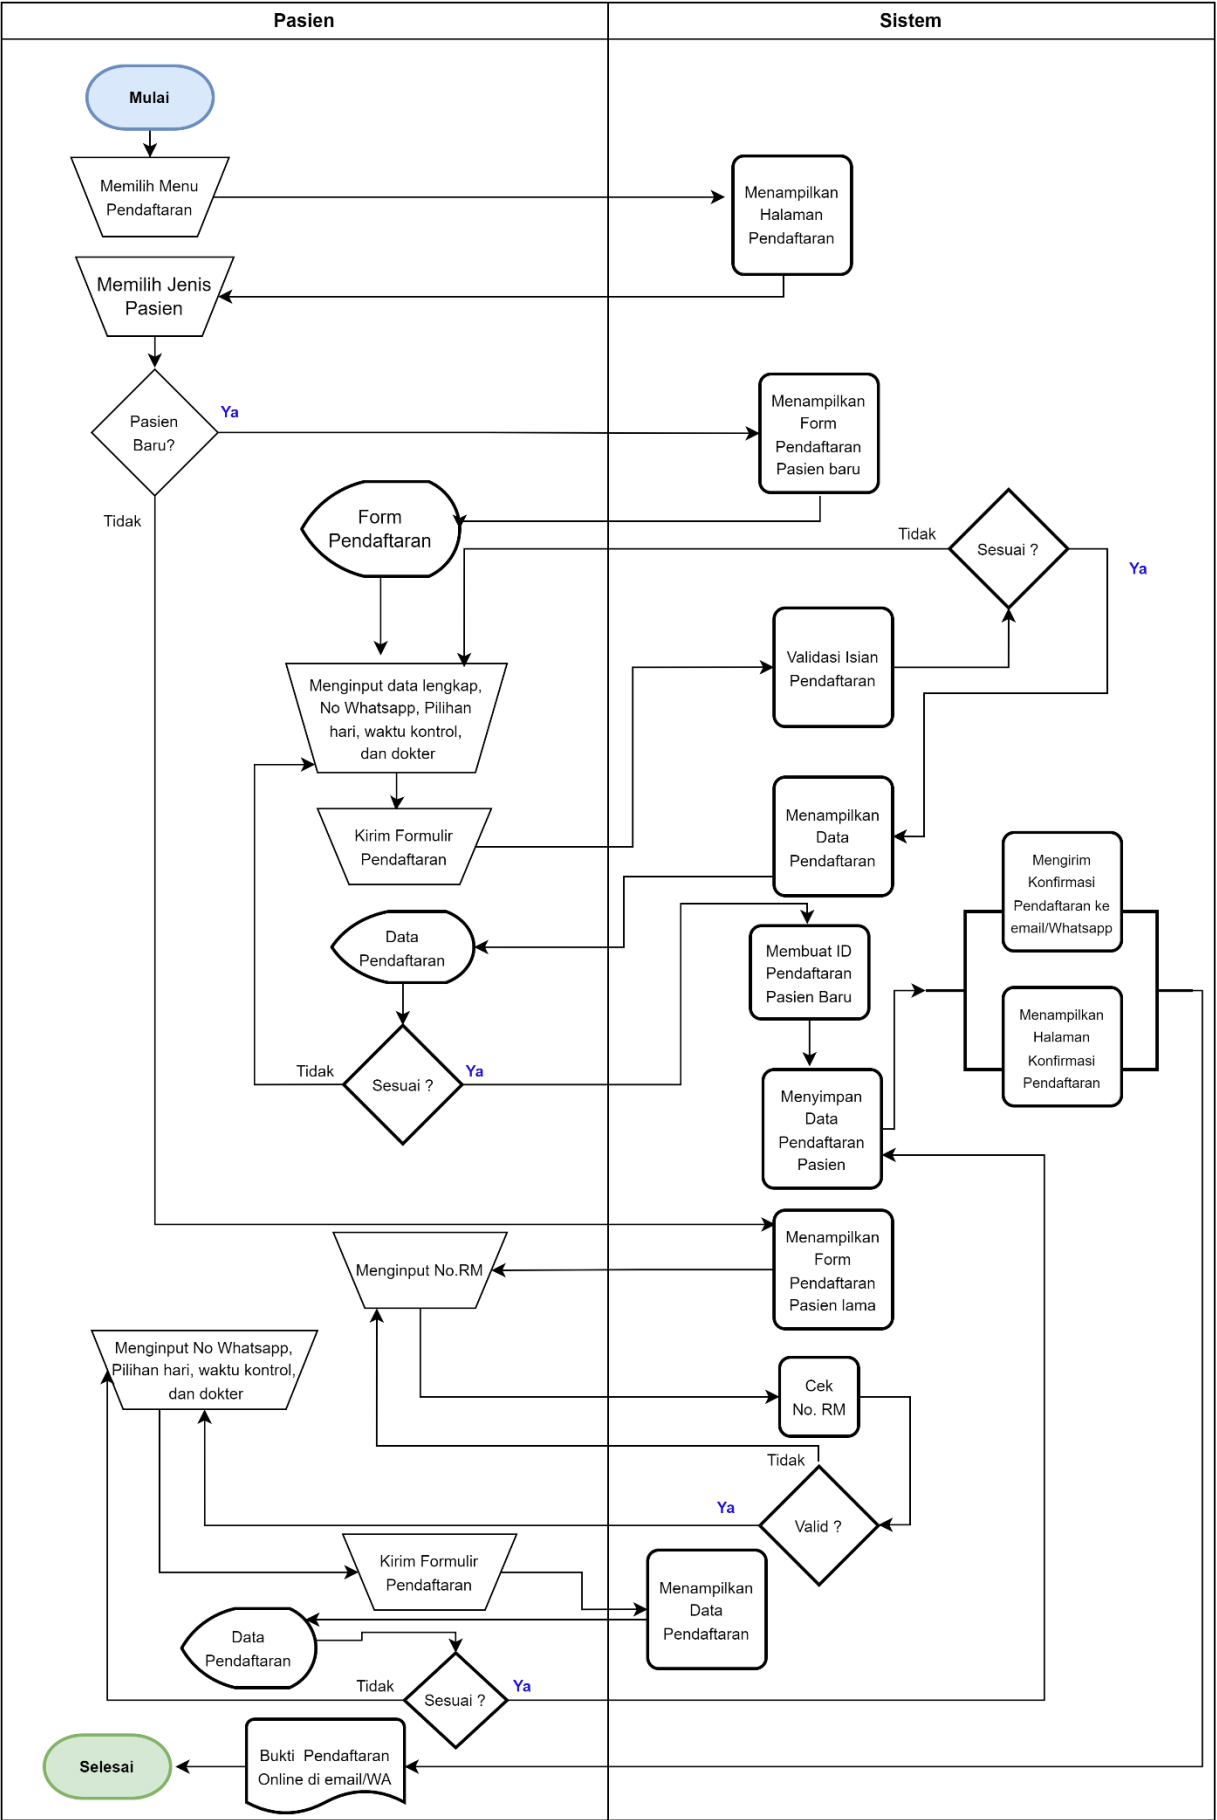 Pasien
Sistem
Mulai
Memilih Menu
Pendaftaran
Menampilkan
Halaman
Pendaftaran
Memilih Jenis
Pasien
Pasien
Baru?
Ya
Tidak
Menampilkan
Form
Pendaftaran
Pasien baru
Form
Pendaftaran
Tidak
Sesuai ?
Ya
Menginput data lengkap,
No Whatsapp, Pilihan
hari, waktu kontrol,
dan dokter
Validasi Isian
Pendaftaran
Kirim Formulir
Pendaftaran
Menampilkan
Data
Pendaftaran
Mengirim
Konfirmasi
Pendaftaran ke
email/Whatsapp
Data
Pendaftaran
Membuat ID
Pendaftaran
Pasien Baru
Menampilkan
Halaman
Konfirmasi
Pendaftaran
Tidak
Sesuai ?
Ya
Menyimpan
Data
Pendaftaran
Pasien
Menampilkan
Form
Pendaftaran
Pasien lama
Menginput No.RM
Menginput No Whatsapp,
Pilihan hari, waktu kontrol,
dan dokter
Cek
No. RM
Tidak
Ya
Valid ?
Kirim Formulir
Pendaftaran
Menampilkan
Data
Pendaftaran
Data
Pendaftaran
Tidak
Sesuai ?
Ya
Bukti Pendaftaran
Online di email/WA
Selesai